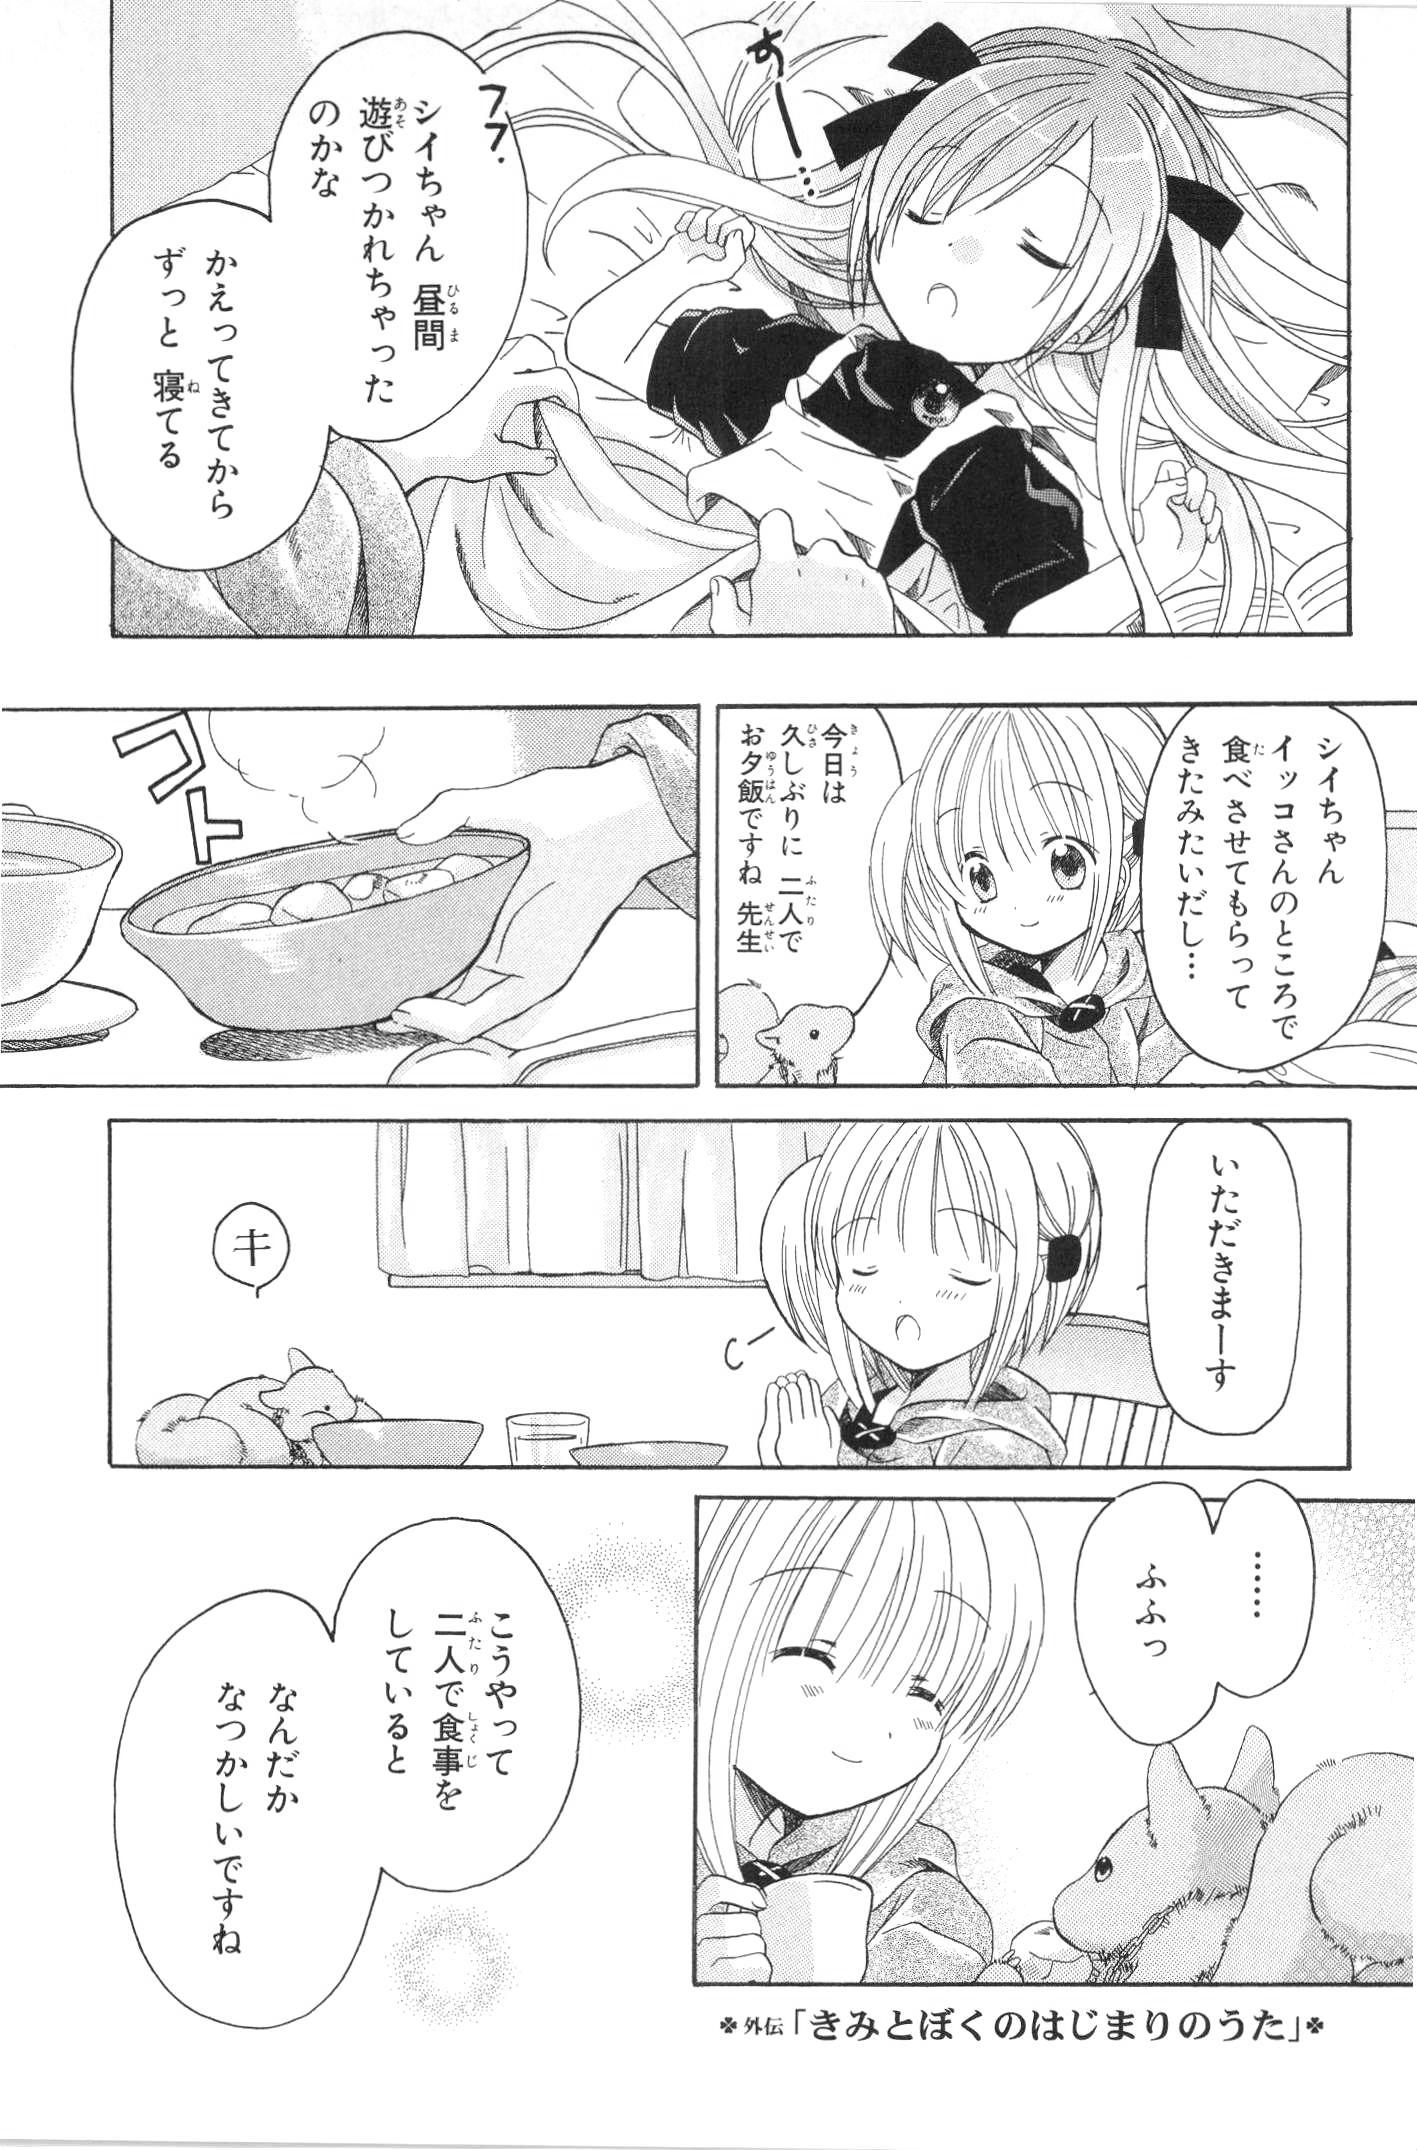 すー…
フフ.
シイちゃん 昼間
遊びつかれちゃった
のかな
かえってきてから
ずっと 寝てる
シイちゃん
イッコさんのところで
食べさせてもらって
きたみたいだし…
今日は
久しぶりに 二人で
お夕飯ですね 先生
コト
いただきまーす
キ
……
ふふっ
こうやって
二人で食事を
していると
なんだか
なつかしいですね
外伝「きみとぼくのはじまりのうた」